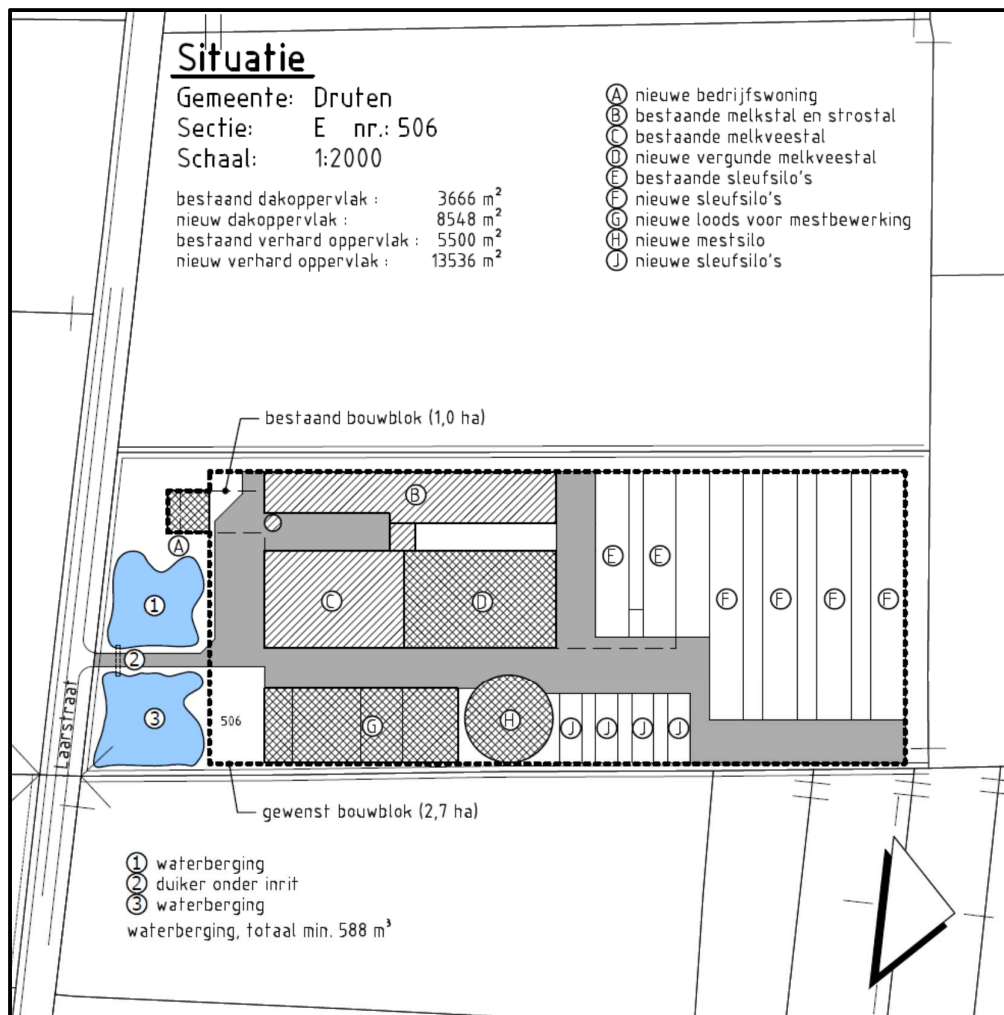 Situatie
Gemeente: Druten
Sectie: E nr.: 506
Schaal: 1:2000
bestaand dakoppervlak : 3666 m²
nieuw dakoppervlak : 8548 m²
bestaand verhard oppervlak : 5500 m²
nieuw verhard oppervlak : 13536 m²
A nieuwe bedrijfswoning
B bestaande melkstal en strostal
C bestaande melkveestal
D nieuwe vergunde melkveestal
E bestaande sleufsilo's
F nieuwe sleufsilo's
G nieuwe loods voor mestbewerking
H nieuwe mestsilo
J nieuwe sleufsilo's
bestaand bouwblok (1,0 ha)
B
A
E E
C D
F F F F
1
2
3
Laarstraat
506
G H J J J J
gewenst bouwblok (2,7 ha)
1 waterberging
2 duiker onder inrit
3 waterberging
waterberging, totaal min. 588 m³